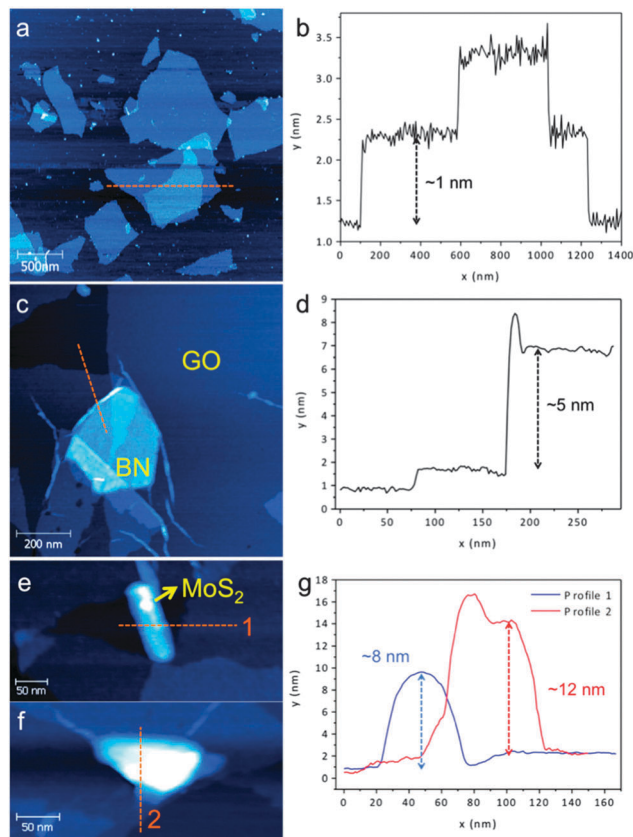 a
500nm
b
3.5
3.0
2.5
2.0
1.5
1.0
y (nm)
~1 nm
0 200 400 600 800 1000 1200 1400
x (nm)
c
GO
BN
200 nm
d
9
8
7
6
5
4
3
2
1
0
y (nm)
~5 nm
0 50 100 150 200 250
x (nm)
e
MoS2
1
50 nm
f
2
50 nm
g
18
16
14
12
10
8
6
4
2
0
y (nm)
Profile 1
Profile 2
~8 nm
~12 nm
0 20 40 60 80 100 120 140 160
x (nm)